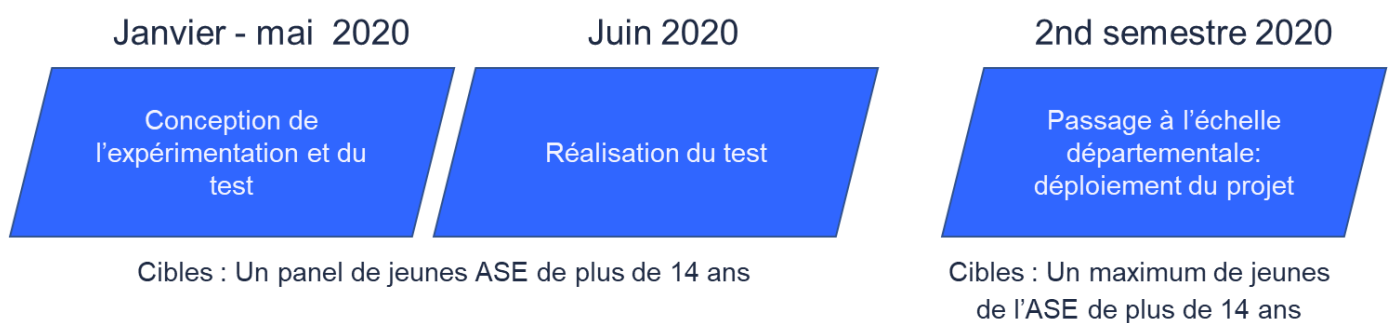 Janvier - mai 2020
Juin 2020
2nd semestre 2020
Conception de
l’expérimentation et du
test
Réalisation du test
Passage à l’échelle
départementale:
déploiement du projet
Cibles : Un panel de jeunes ASE de plus de 14 ans
Cibles : Un maximum de jeunes
de l’ASE de plus de 14 ans